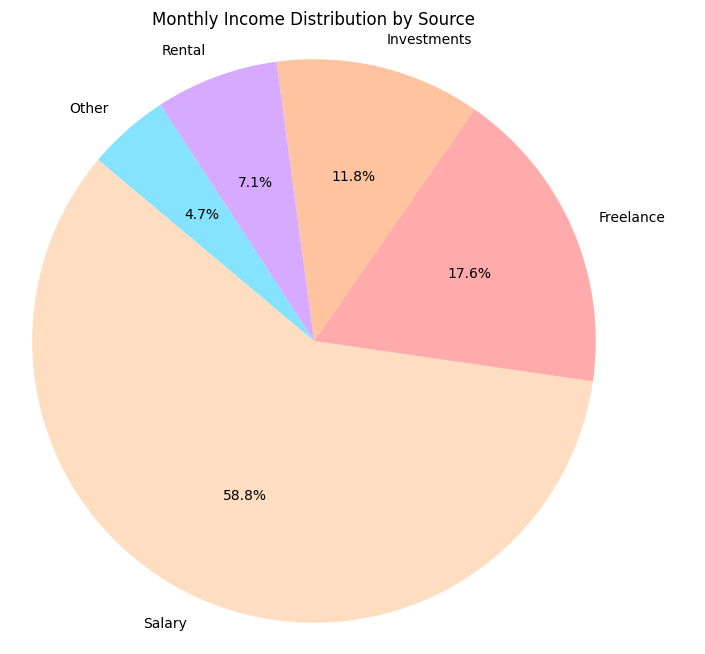 Monthly Income Distribution by Source
Investments
Rental
Other
11.8%
7.1%
4.7%
Freelance
17.6%
58.8%
Salary